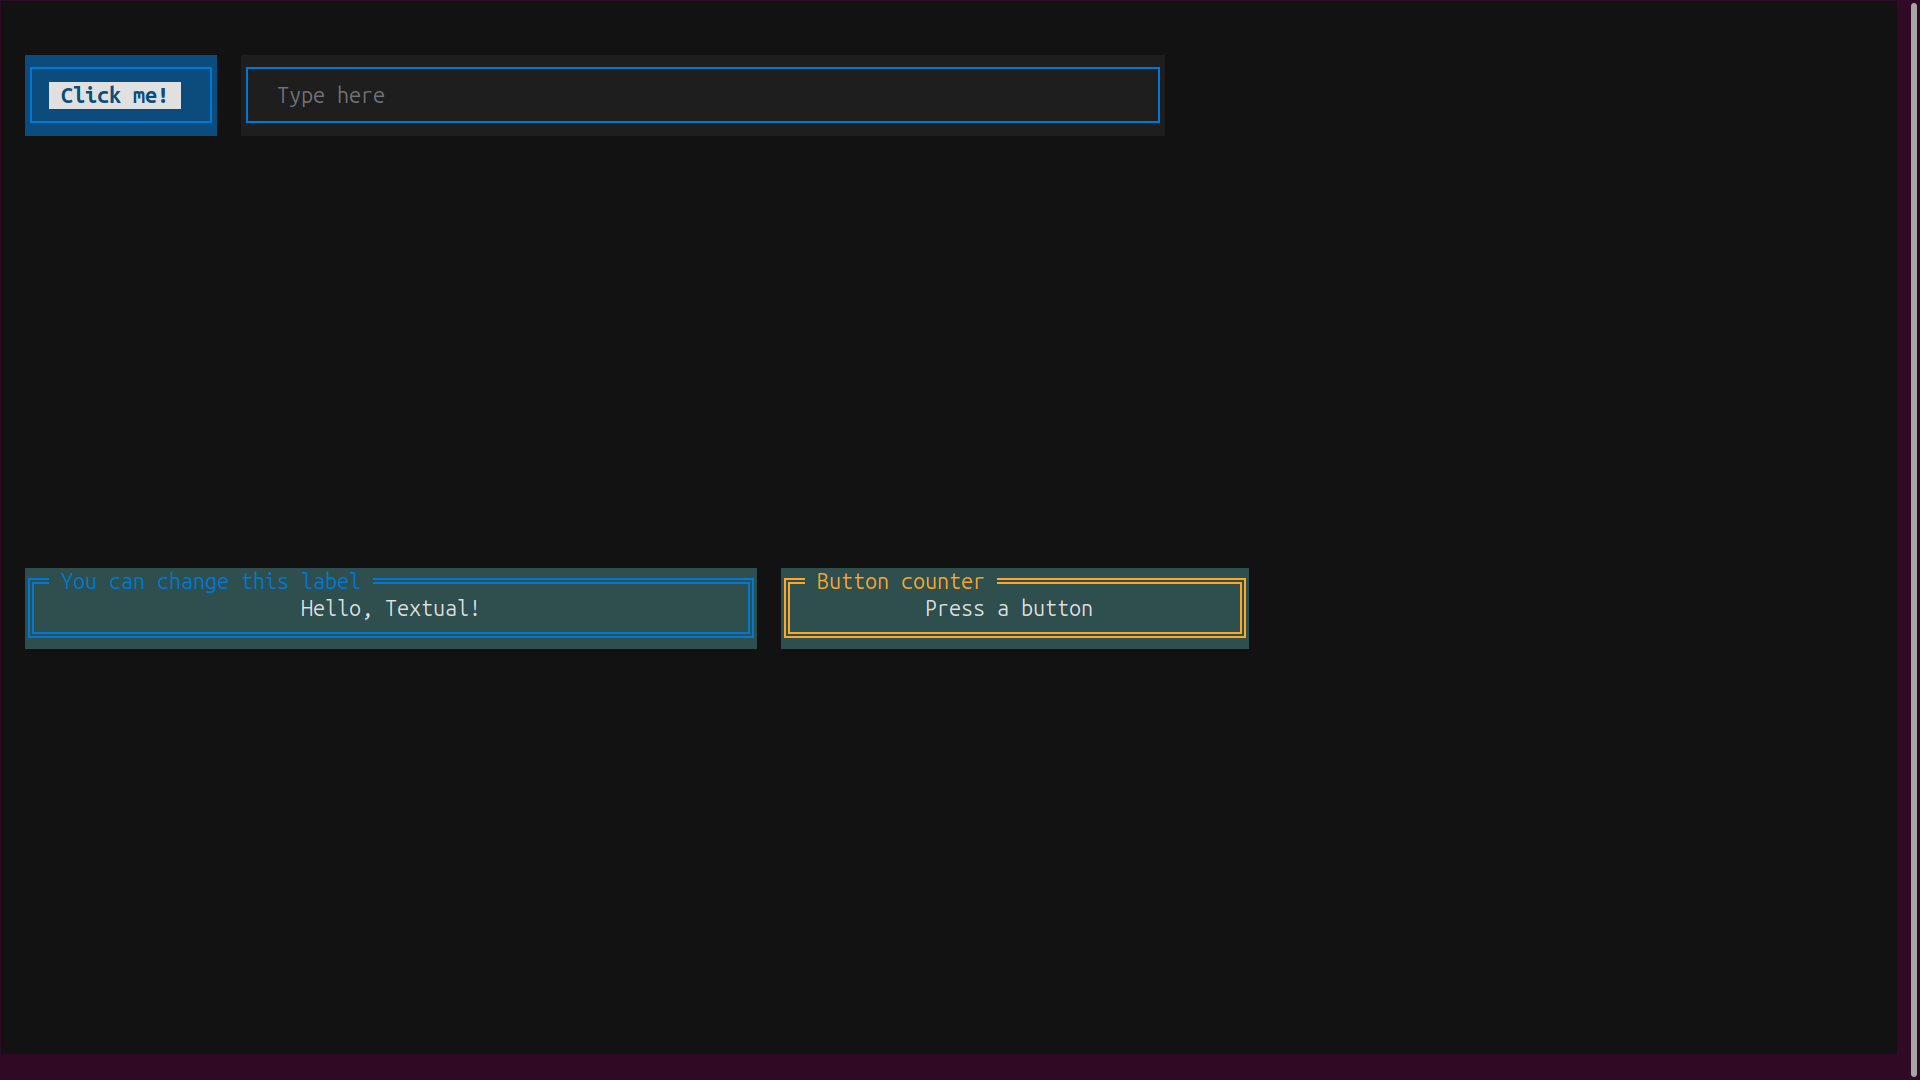 Click me!
Type here
You can change this label
Hello, Textual!
Button counter
Press a button